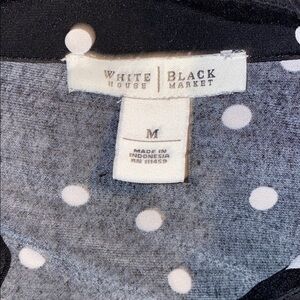 WHITE | BLACK
HOUSE | MARKET
M
MADE IN
INDONESIA
RN 111459